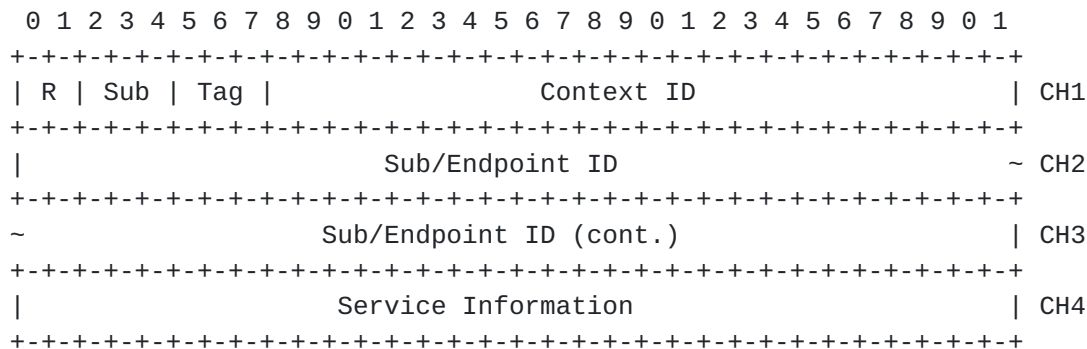 0 1 2 3 4 5 6 7 8 9 0 1 2 3 4 5 6 7 8 9 0 1 2 3 4 5 6 7 8 9 0 1
+-+-+-+-+-+-+-+-+-+-+-+-+-+-+-+-+-+-+-+-+-+-+-+-+-+-+-+-+-+-+-+-+
| R | Sub | Tag |                 Context ID                    | CH1
+-+-+-+-+-+-+-+-+-+-+-+-+-+-+-+-+-+-+-+-+-+-+-+-+-+-+-+-+-+-+-+-+
|                       Sub/Endpoint ID                         ~ CH2
+-+-+-+-+-+-+-+-+-+-+-+-+-+-+-+-+-+-+-+-+-+-+-+-+-+-+-+-+-+-+-+-+
~                   Sub/Endpoint ID (cont.)                     | CH3
+-+-+-+-+-+-+-+-+-+-+-+-+-+-+-+-+-+-+-+-+-+-+-+-+-+-+-+-+-+-+-+-+
|                    Service Information                        | CH4
+-+-+-+-+-+-+-+-+-+-+-+-+-+-+-+-+-+-+-+-+-+-+-+-+-+-+-+-+-+-+-+-+